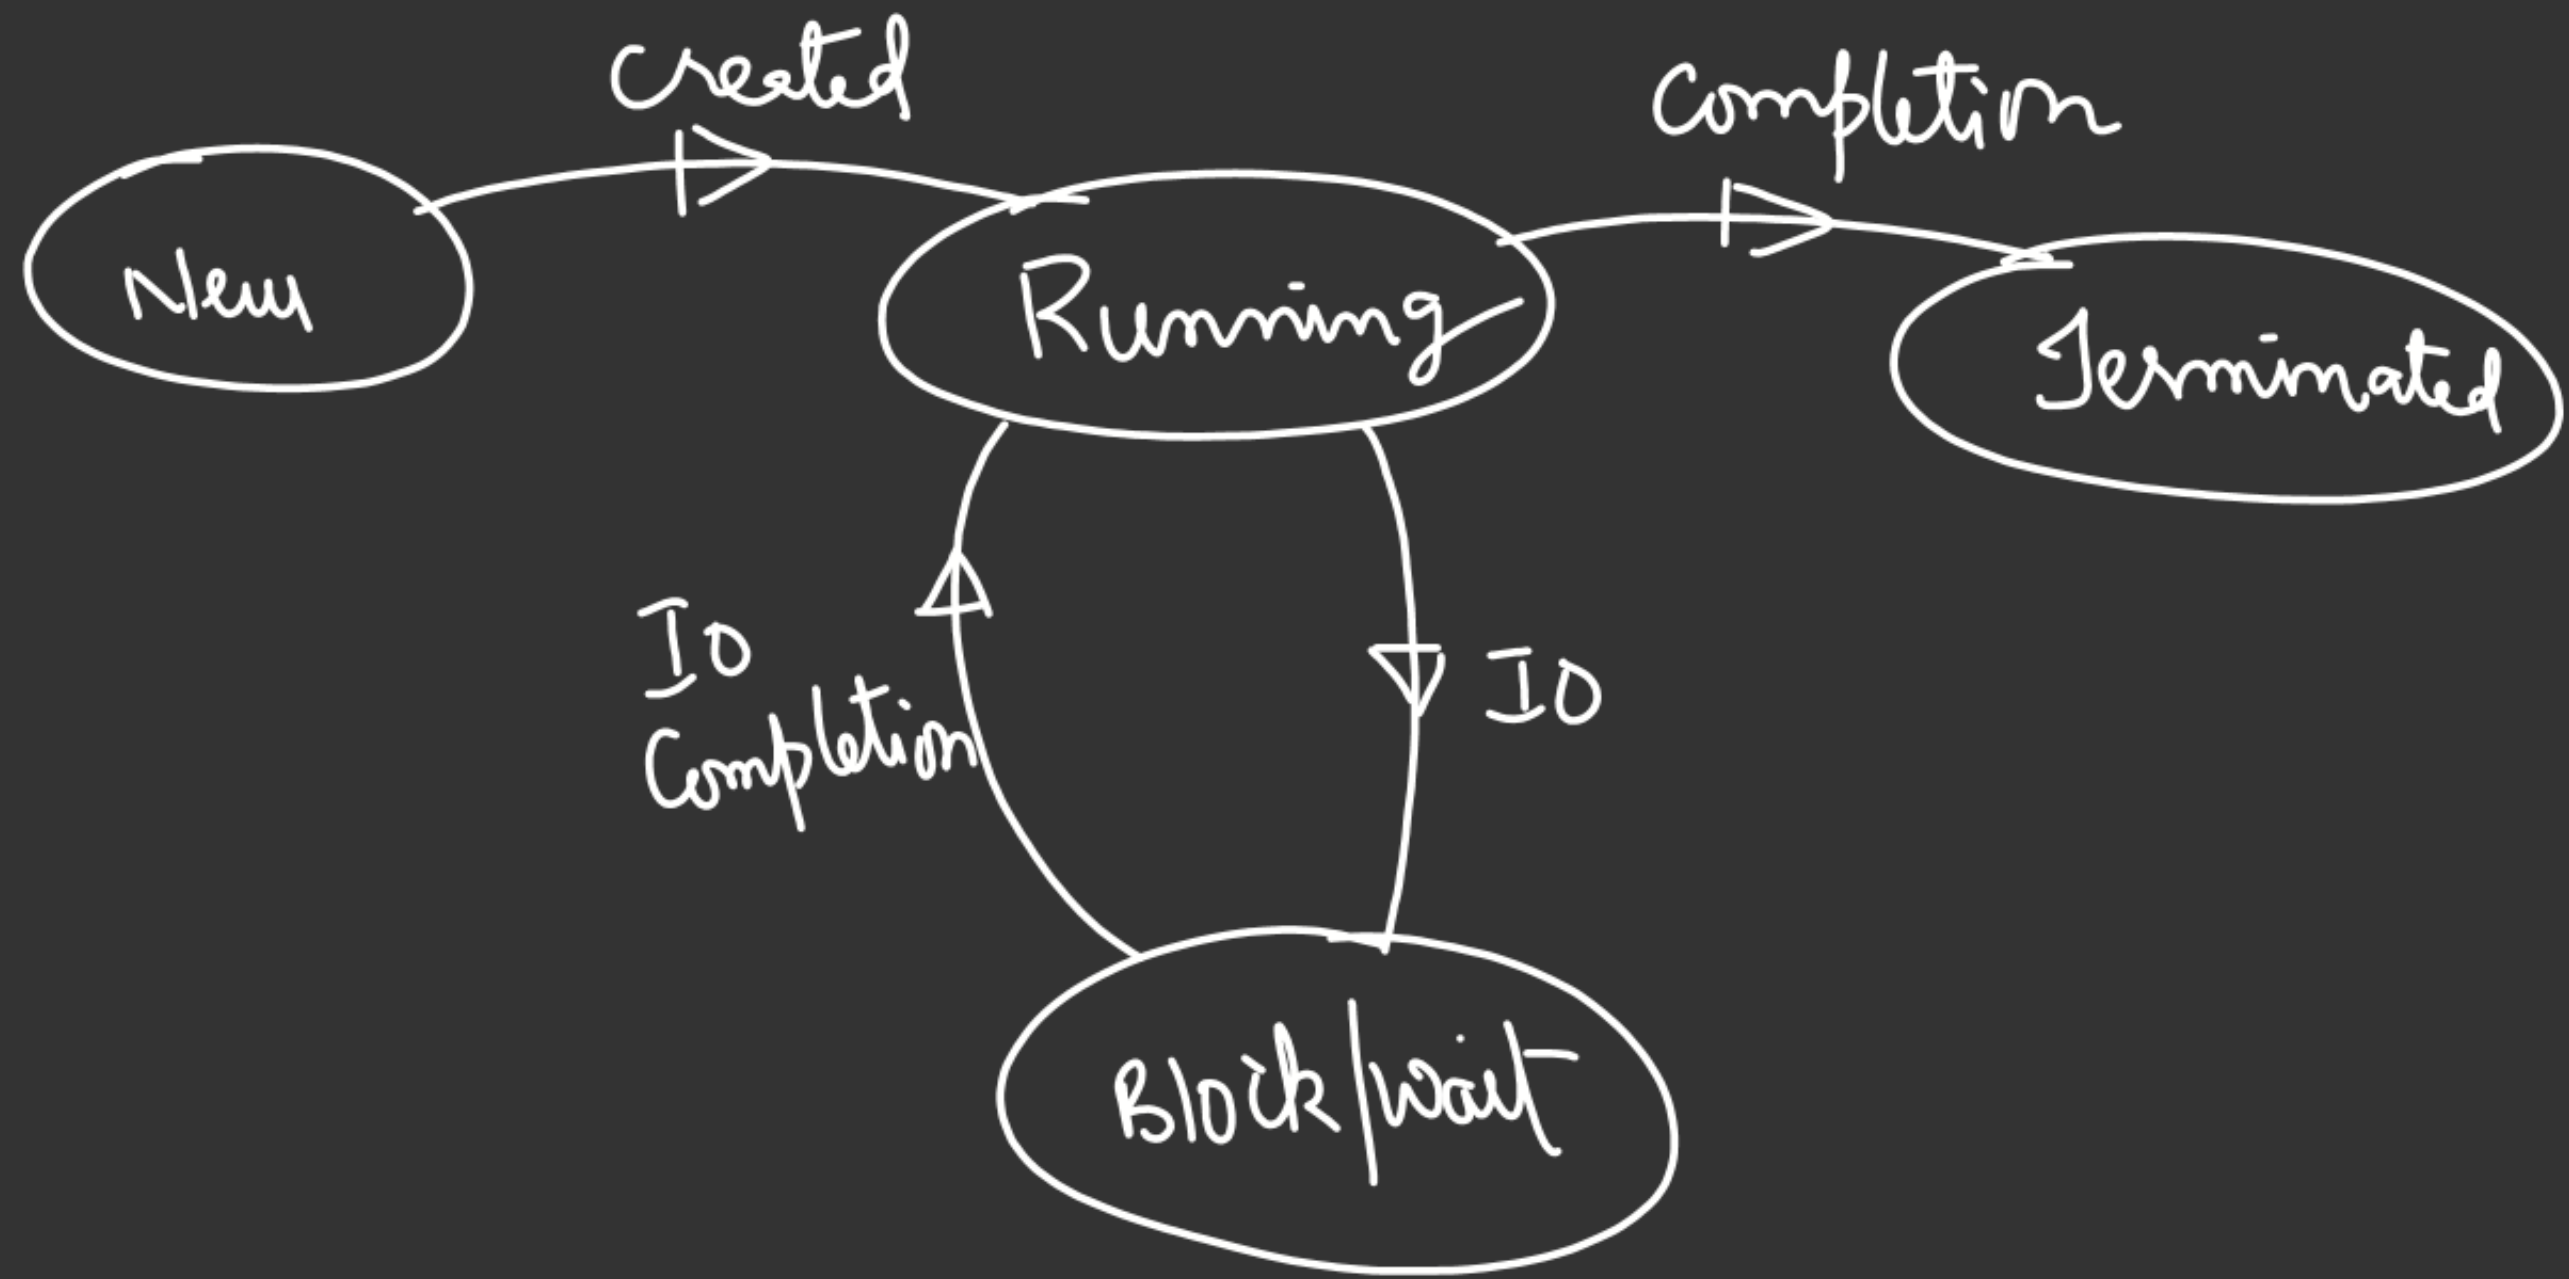 Created
Completion
New
Running
Terminated
IO
Completion
IO
Block/wait